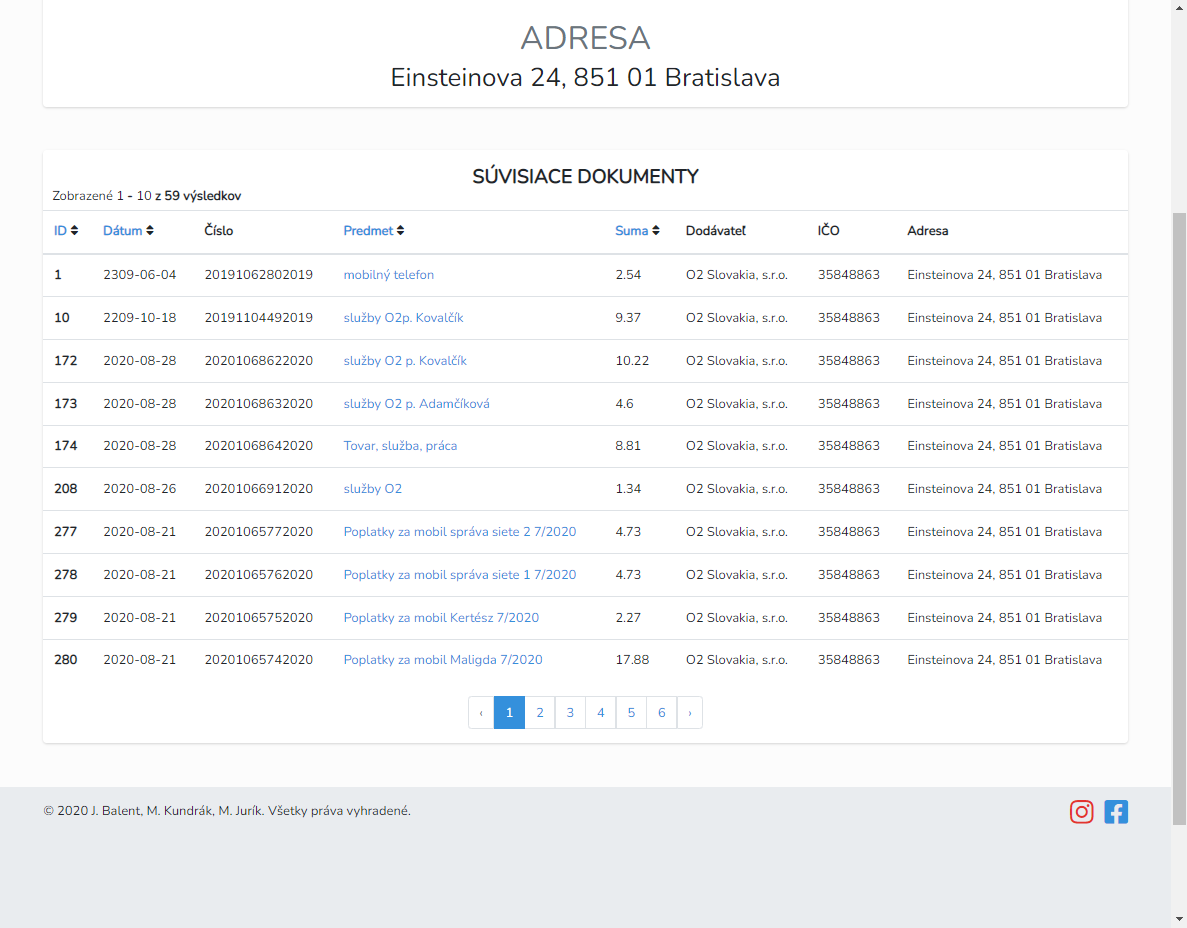 ADRESA
Einsteinova 24, 851 01 Bratislava
SÚVISIACE DOKUMENTY
Zobrazené 1 - 10 z 59 výsledkov
ID Dátum Číslo Predmet Suma Dodávateľ IČO Adresa
1 2309-06-04 20191062802019 mobilný telefon 2.54 O2 Slovakia, s.r.o. 35848863 Einsteinova 24, 851 01 Bratislava
10 2209-10-18 20191104492019 služby O2p. Kovalčík 9.37 O2 Slovakia, s.r.o. 35848863 Einsteinova 24, 851 01 Bratislava
172 2020-08-28 20201068622020 služby O2 p. Kovalčík 10.22 O2 Slovakia, s.r.o. 35848863 Einsteinova 24, 851 01 Bratislava
173 2020-08-28 20201068632020 služby O2 p. Adamčíková 4.6 O2 Slovakia, s.r.o. 35848863 Einsteinova 24, 851 01 Bratislava
174 2020-08-28 20201068642020 Tovar, služba, práca 8.81 O2 Slovakia, s.r.o. 35848863 Einsteinova 24, 851 01 Bratislava
208 2020-08-26 20201066912020 služby O2 1.34 O2 Slovakia, s.r.o. 35848863 Einsteinova 24, 851 01 Bratislava
277 2020-08-21 20201065772020 Poplatky za mobil správa siete 2 7/2020 4.73 O2 Slovakia, s.r.o. 35848863 Einsteinova 24, 851 01 Bratislava
278 2020-08-21 20201065762020 Poplatky za mobil správa siete 1 7/2020 4.73 O2 Slovakia, s.r.o. 35848863 Einsteinova 24, 851 01 Bratislava
279 2020-08-21 20201065752020 Poplatky za mobil Kertész 7/2020 2.27 O2 Slovakia, s.r.o. 35848863 Einsteinova 24, 851 01 Bratislava
280 2020-08-21 20201065742020 Poplatky za mobil Maligda 7/2020 17.88 O2 Slovakia, s.r.o. 35848863 Einsteinova 24, 851 01 Bratislava
‹ 1 2 3 4 5 6 ›
© 2020 J. Balent, M. Kundrák, M. Jurík. Všetky práva vyhradené.